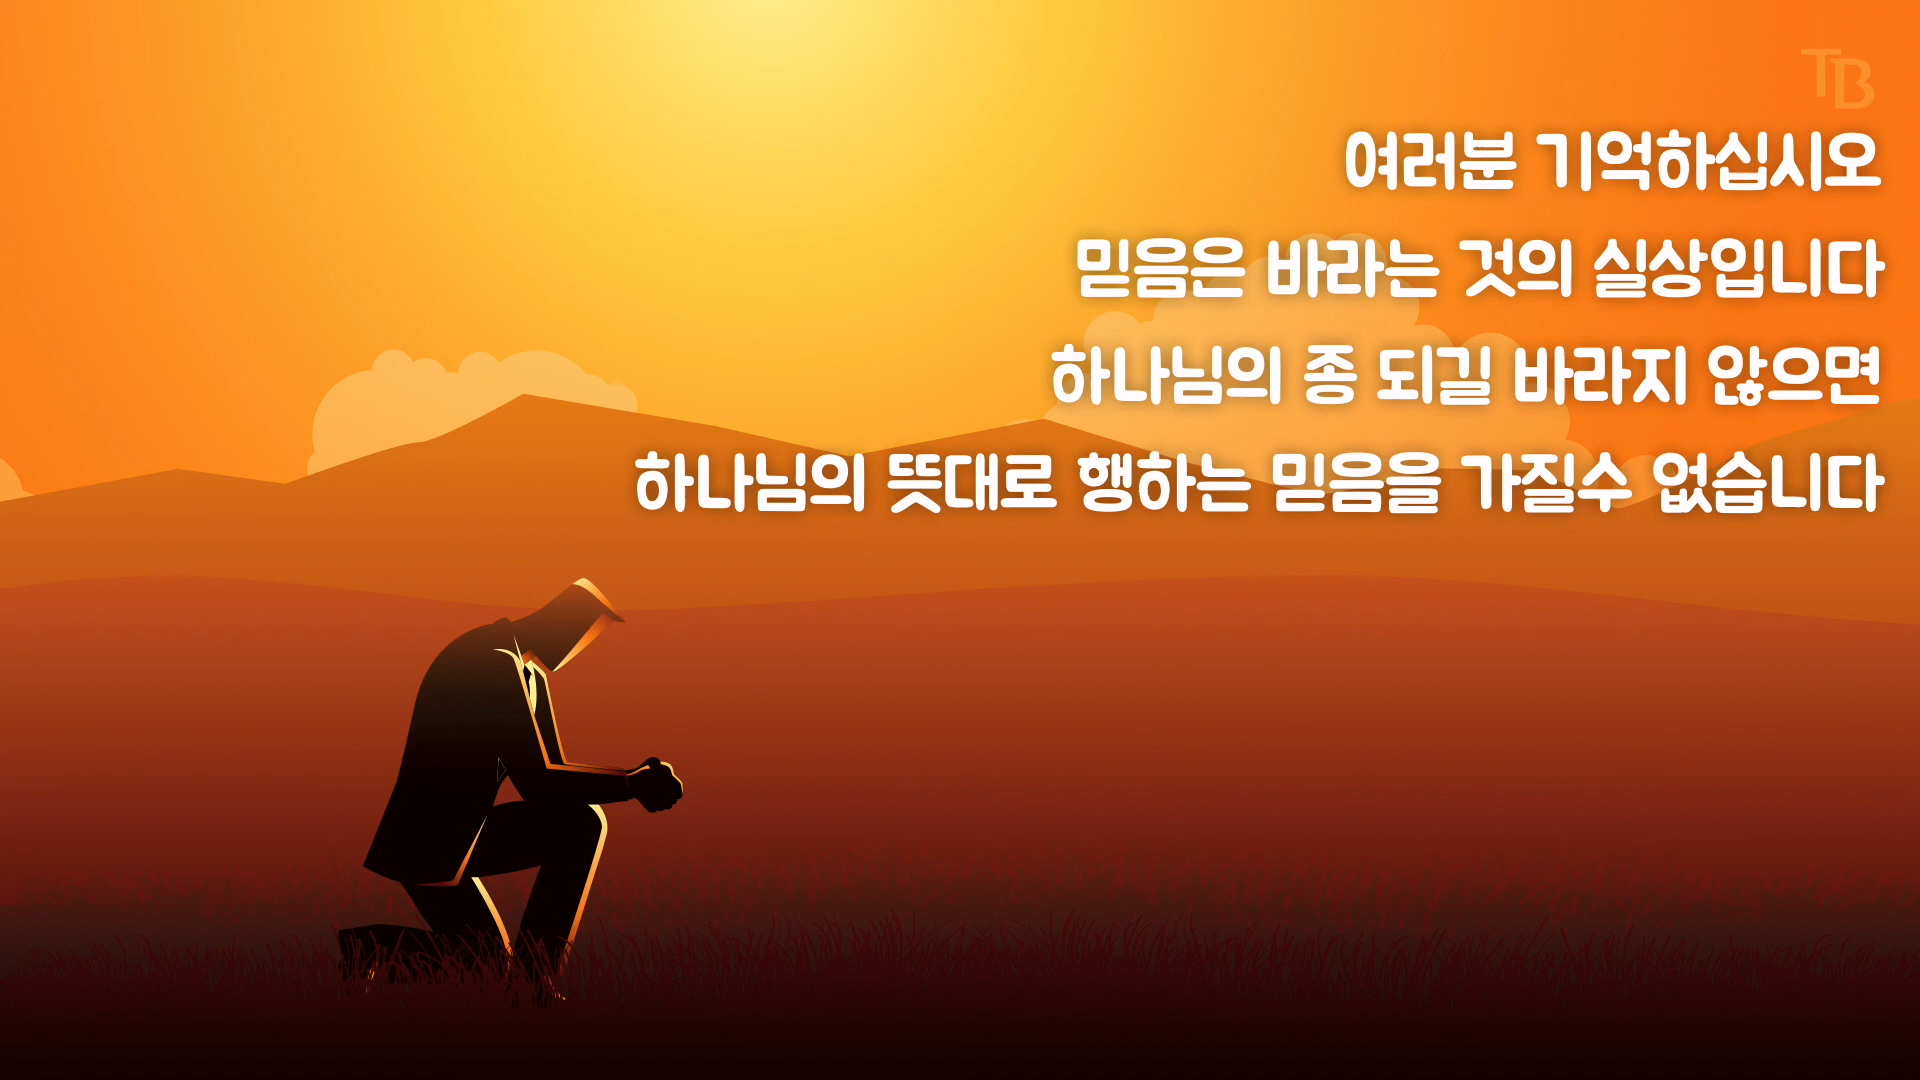 TB
여러분 기억하십시오
믿음은 바라는 것의 실상입니다
하나님의 종 되길 바라지 않으면
하나님의 뜻대로 행하는 믿음을 가질수 없습니다